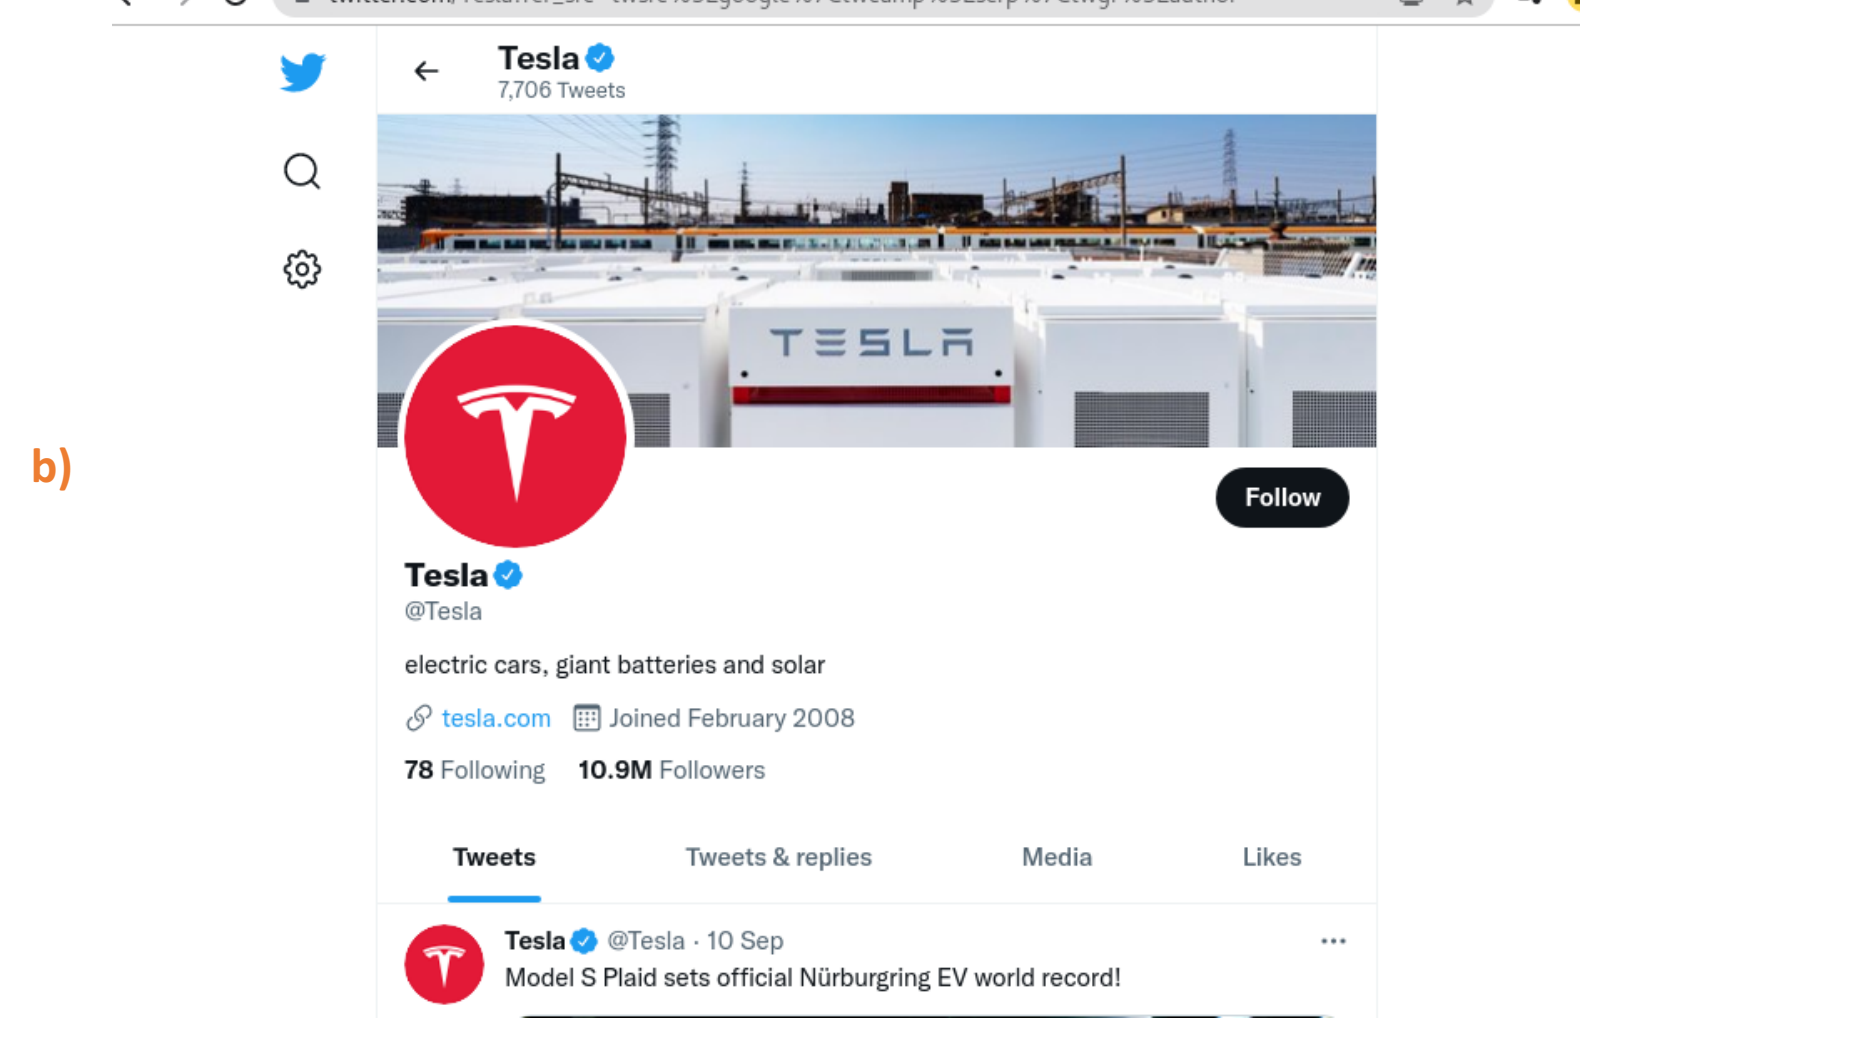 Tesla
7,706 Tweets
TESLA
b)
Follow
Tesla
@Tesla
electric cars, giant batteries and solar
tesla.com Joined February 2008
78 Following 10.9M Followers
Tweets Tweets & replies Media Likes
Tesla @Tesla · 10 Sep
Model S Plaid sets official Nürburgring EV world record!